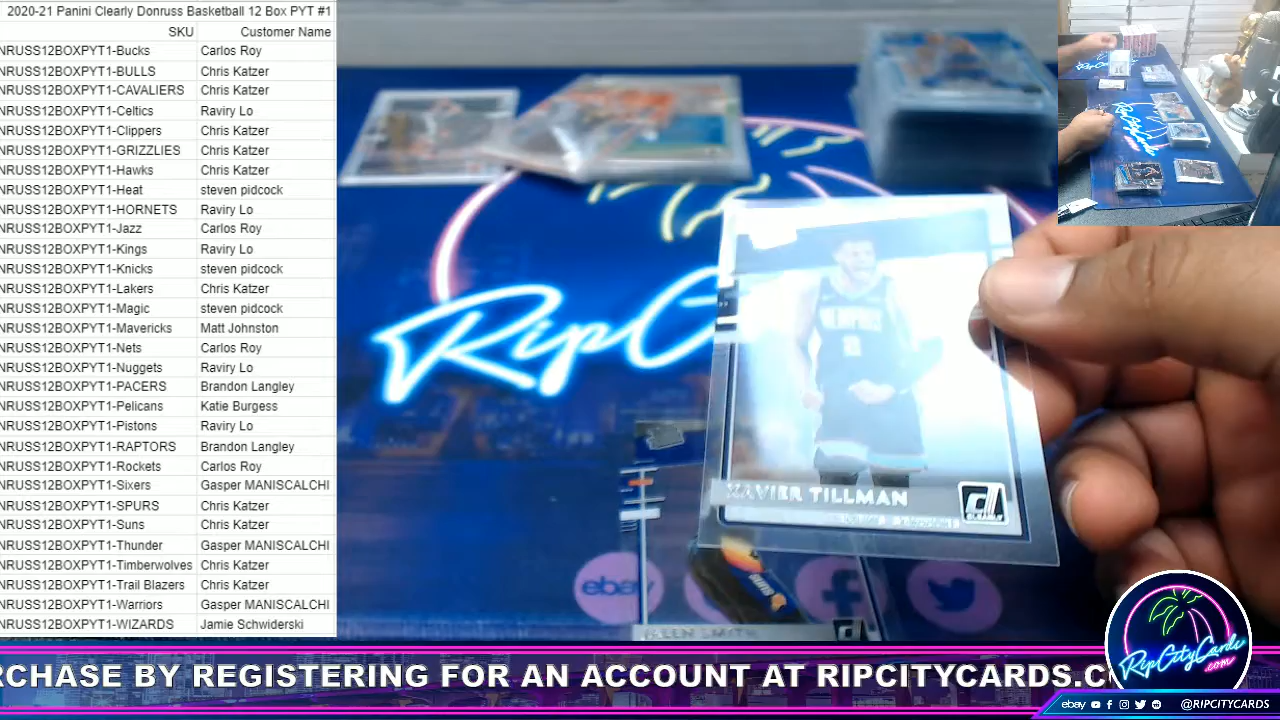 2020-21 Panini Clearly Donruss Basketball 12 Box PYT #1
SKU Customer Name
NRUSS12BOXPYT1-Bucks Carlos Roy
NRUSS12BOXPYT1-BULLS Chris Katzer
NRUSS12BOXPYT1-CAVALIERS Chris Katzer
NRUSS12BOXPYT1-Celtics Raviry Lo
NRUSS12BOXPYT1-Clippers Chris Katzer
NRUSS12BOXPYT1-GRIZZLIES Chris Katzer
NRUSS12BOXPYT1-Hawks Chris Katzer
NRUSS12BOXPYT1-Heat steven pidcock
NRUSS12BOXPYT1-HORNETS Raviry Lo
NRUSS12BOXPYT1-Jazz Carlos Roy
NRUSS12BOXPYT1-Kings Raviry Lo
NRUSS12BOXPYT1-Knicks steven pidcock
NRUSS12BOXPYT1-Lakers Chris Katzer
NRUSS12BOXPYT1-Magic steven pidcock
NRUSS12BOXPYT1-Mavericks Matt Johnston
NRUSS12BOXPYT1-Nets Carlos Roy
NRUSS12BOXPYT1-Nuggets Raviry Lo
NRUSS12BOXPYT1-PACERS Brandon Langley
NRUSS12BOXPYT1-Pelicans Katie Burgess
NRUSS12BOXPYT1-Pistons Raviry Lo
NRUSS12BOXPYT1-RAPTORS Brandon Langley
NRUSS12BOXPYT1-Rockets Carlos Roy
NRUSS12BOXPYT1-Sixers Gasper MANISCALCHI
NRUSS12BOXPYT1-SPURS Chris Katzer
NRUSS12BOXPYT1-Suns Chris Katzer
NRUSS12BOXPYT1-Thunder Gasper MANISCALCHI
NRUSS12BOXPYT1-Timberwolves Chris Katzer
NRUSS12BOXPYT1-Trail Blazers Chris Katzer
NRUSS12BOXPYT1-Warriors Gasper MANISCALCHI
NRUSS12BOXPYT1-WIZARDS Jamie Schwiderski
Rip C
XAVIER TILLMAN
CLEARLY
SUNS
ebay
RCHASE BY REGISTERING FOR AN ACCOUNT AT RIPCITYCARDS.C
RipCityCards
.com
ebay @RIPCITYCARDS